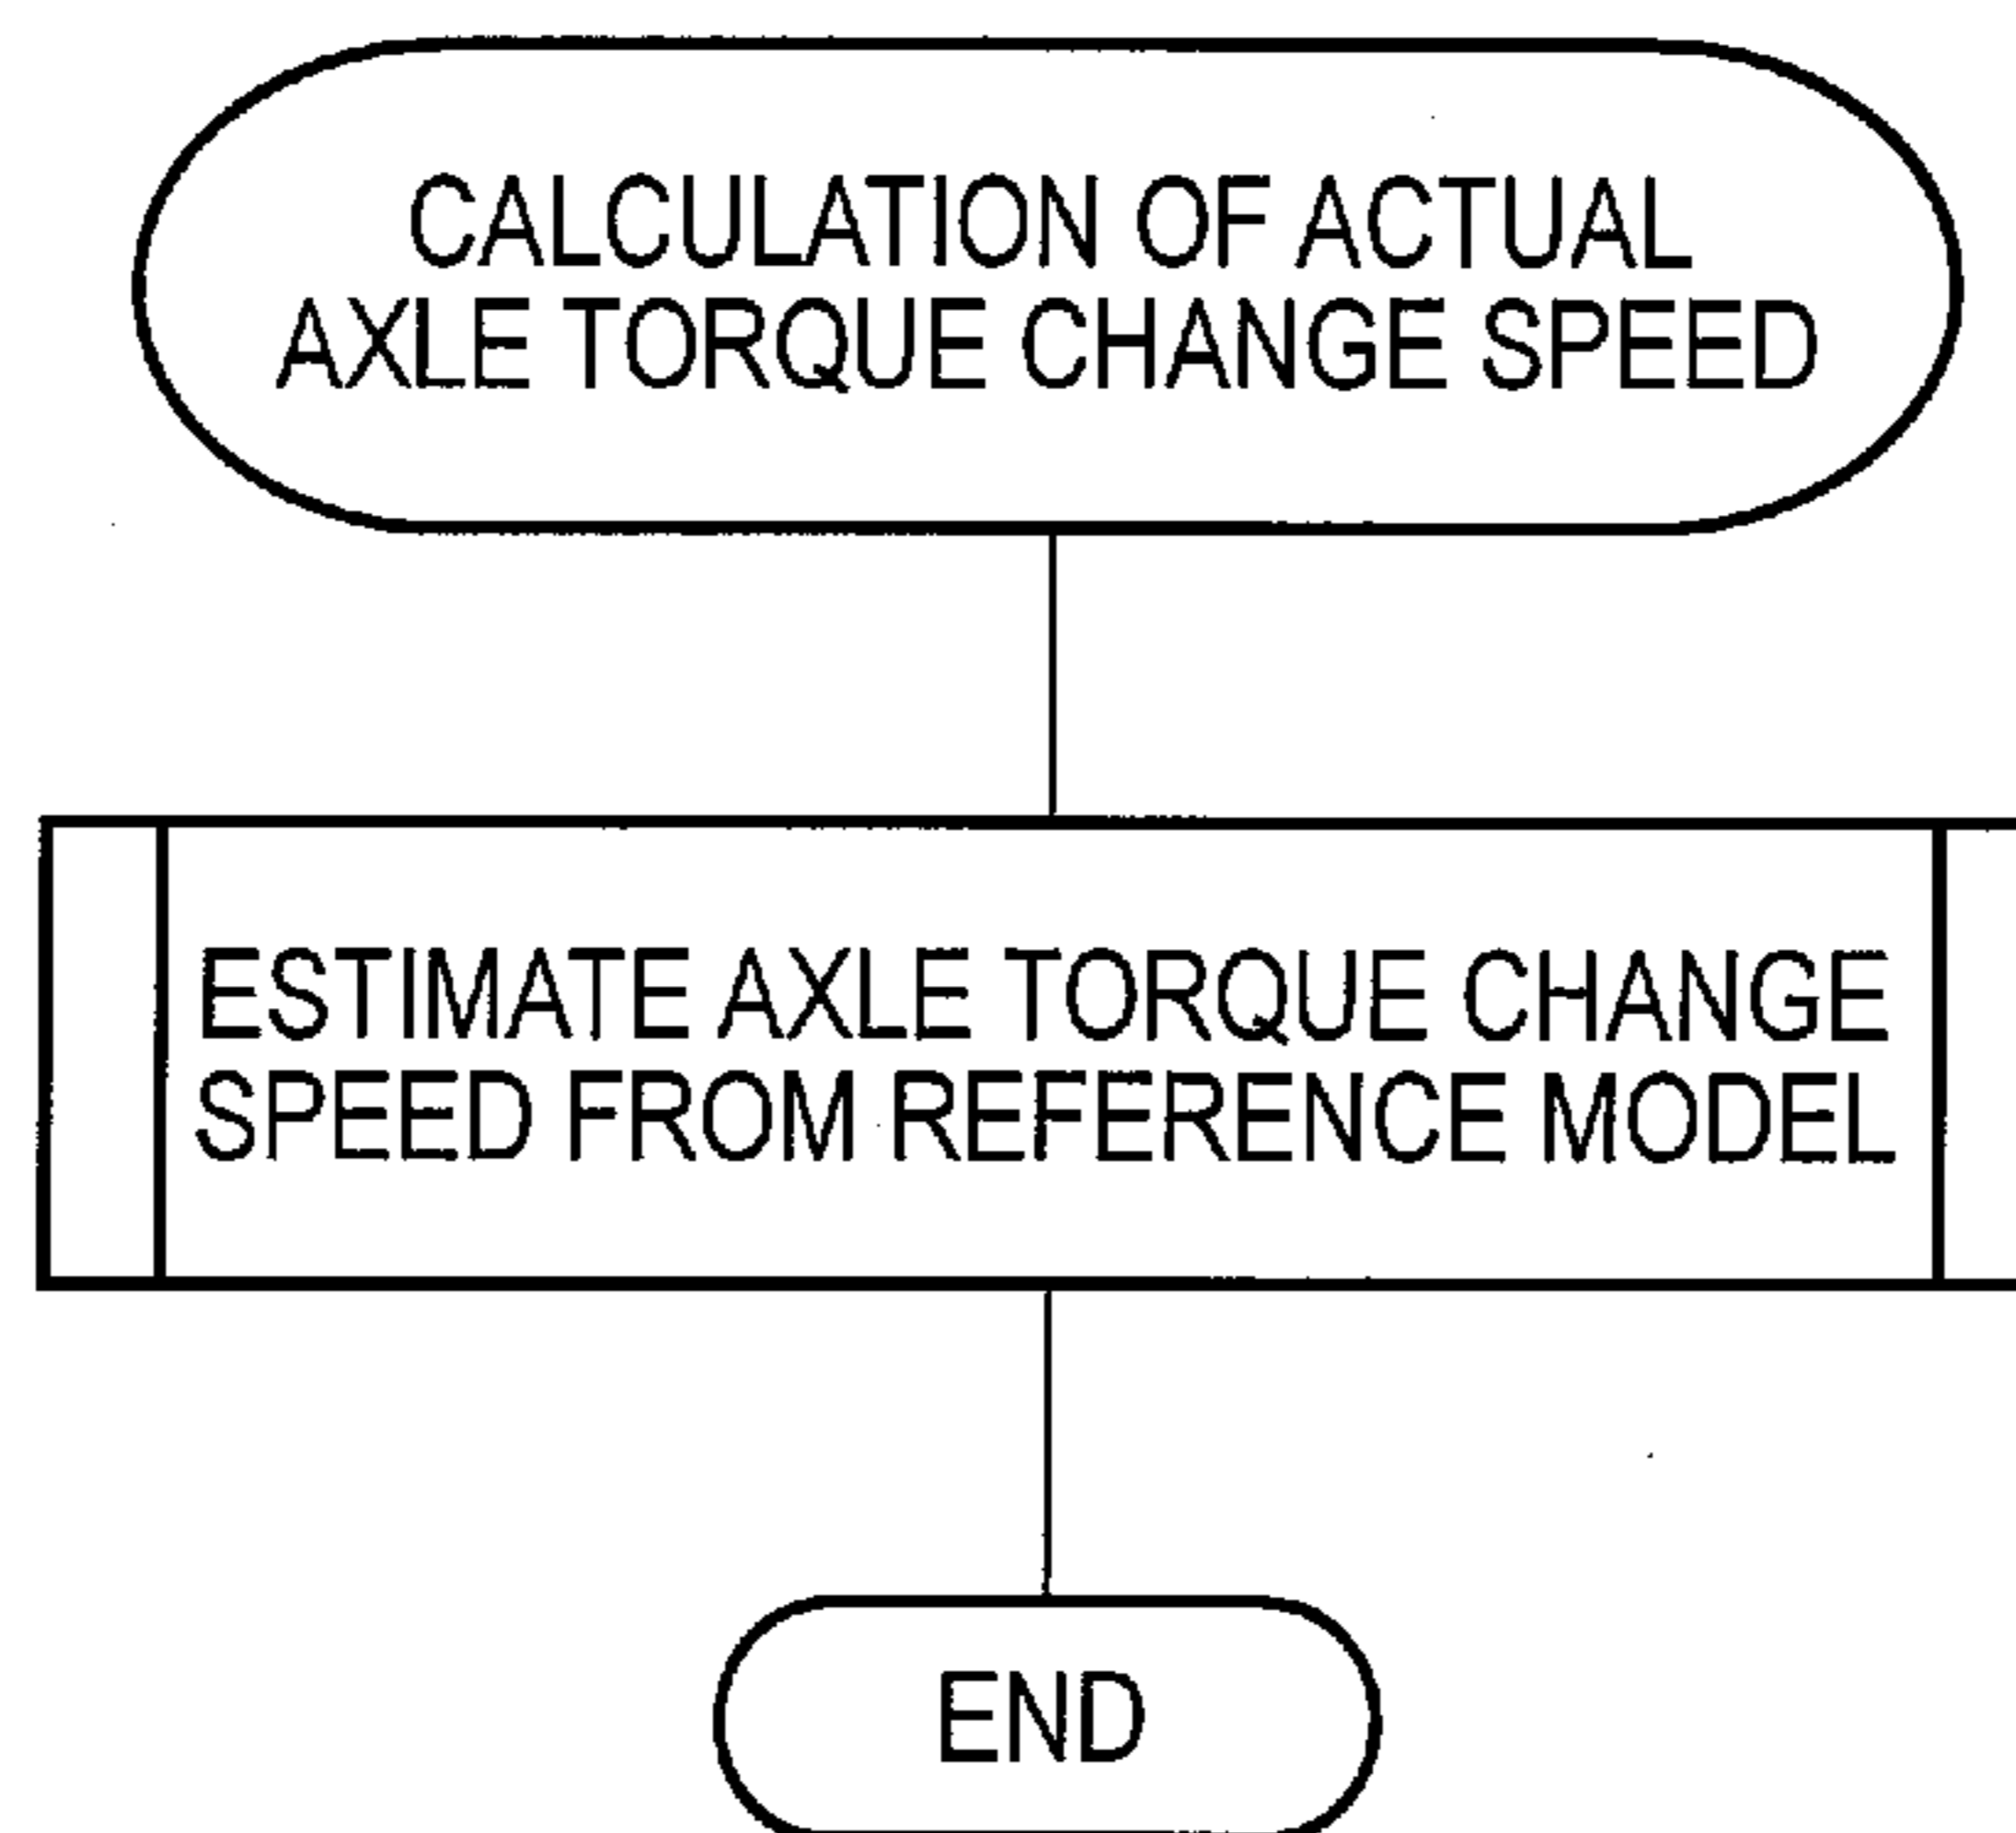 CALCULATION OF ACTUAL
AXLE TORQUE CHANGE SPEED
ESTIMATE AXLE TORQUE CHANGE
SPEED FROM REFERENCE MODEL
END